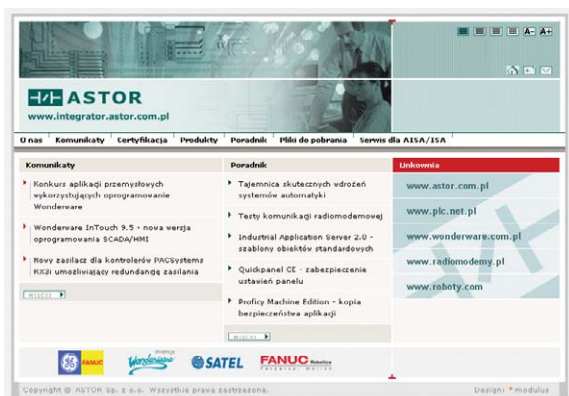 A- A+
ASTOR
www.integrator.astor.com.pl
O nas Komunikaty Certyfikacja Produkty Poradnik Pliki do pobrania Serwis dla AISA/ISA
Komunikaty
Konkurs aplikacji przemysłowych
wykorzystujących oprogramowanie
Wonderware
Wonderware InTouch 9.5 - nowa wersja
oprogramowania SCADA/HMI
Nowy zasilacz dla kontrolerów PACSystems
RX3i umożliwiający redundancję zasilania
WIĘCEJ
Poradnik
Tajemnica skutecznych wdrożeń
systemów automatyki
Testy komunikacji radiomodemowej
Industrial Application Server 2.0 -
szablony obiektów standardowych
Quickpanel CE - zabezpieczenie
ustawień panelu
Proficy Machine Edition - kopia
bezpieczeństwa aplikacji
WIĘCEJ
Linkownia
www.astor.com.pl
www.plc.net.pl
www.wonderware.com.pl
www.radiomodemy.pl
www.roboty.com
FANUC Wonderware SATEL FANUC Robotics
Copyright @ ASTOR Sp. z o.o. Wszystkie prawa zastrzeżone. Design: modulus